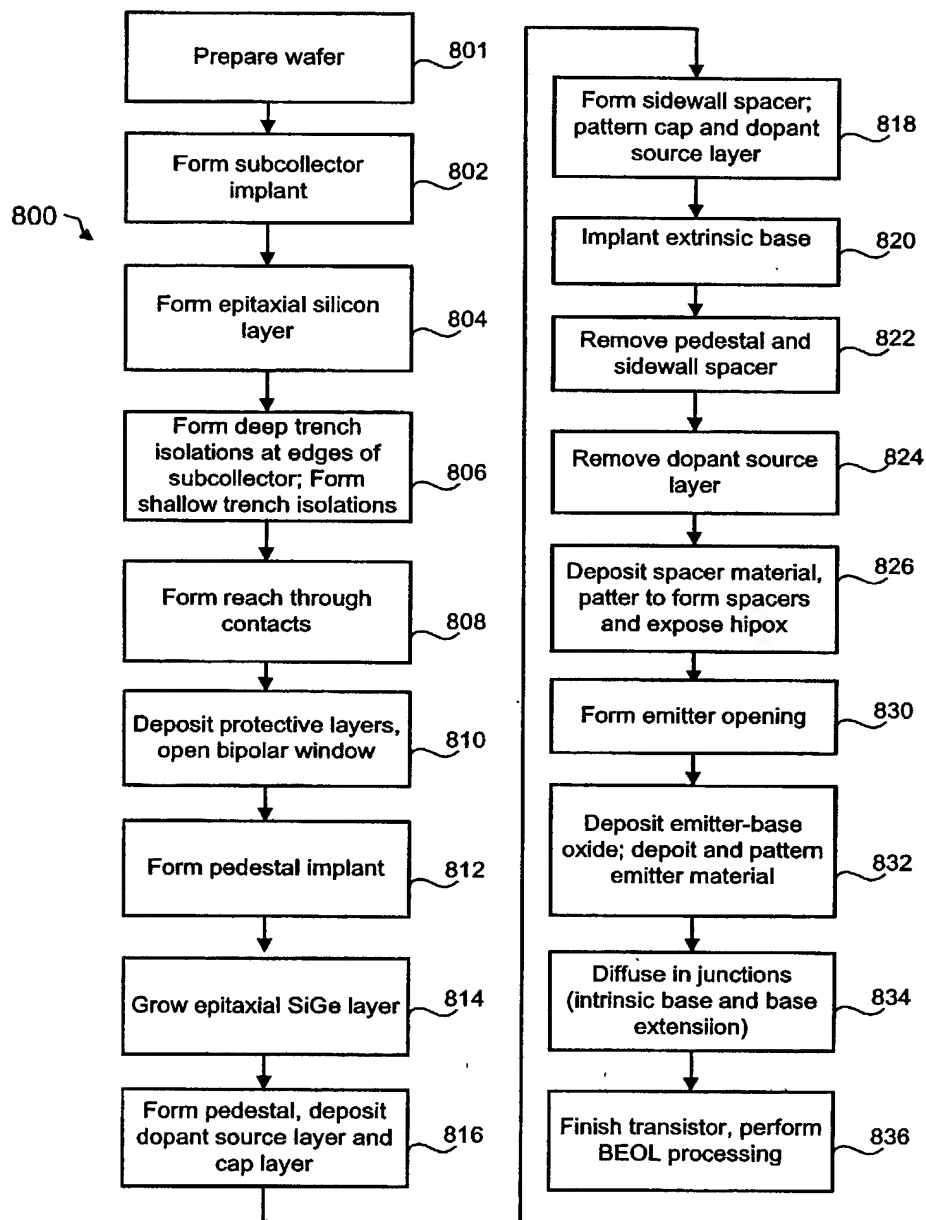 800
Prepare wafer
801
Form subcollector
implant
802
Form epitaxial silicon
layer
804
Form deep trench
isolations at edges of
subcollector; Form
shallow trench isolations
806
Form reach through
contacts
808
Deposit protective layers,
open bipolar window
810
Form pedestal implant
812
Grow epitaxial SiGe layer
814
Form pedestal, deposit
dopant source layer and
cap layer
816
Form sidewall spacer;
pattern cap and dopant
source layer
818
Implant extrinsic base
820
Remove pedestal and
sidewall spacer
822
Remove dopant source
layer
824
Deposit spacer material,
patter to form spacers
and expose hipox
826
Form emitter opening
830
Deposit emitter-base
oxide; depoit and pattern
emitter material
832
Diffuse in junctions
(intrinsic base and base
extensiion)
834
Finish transistor, perform
BEOL processing
836